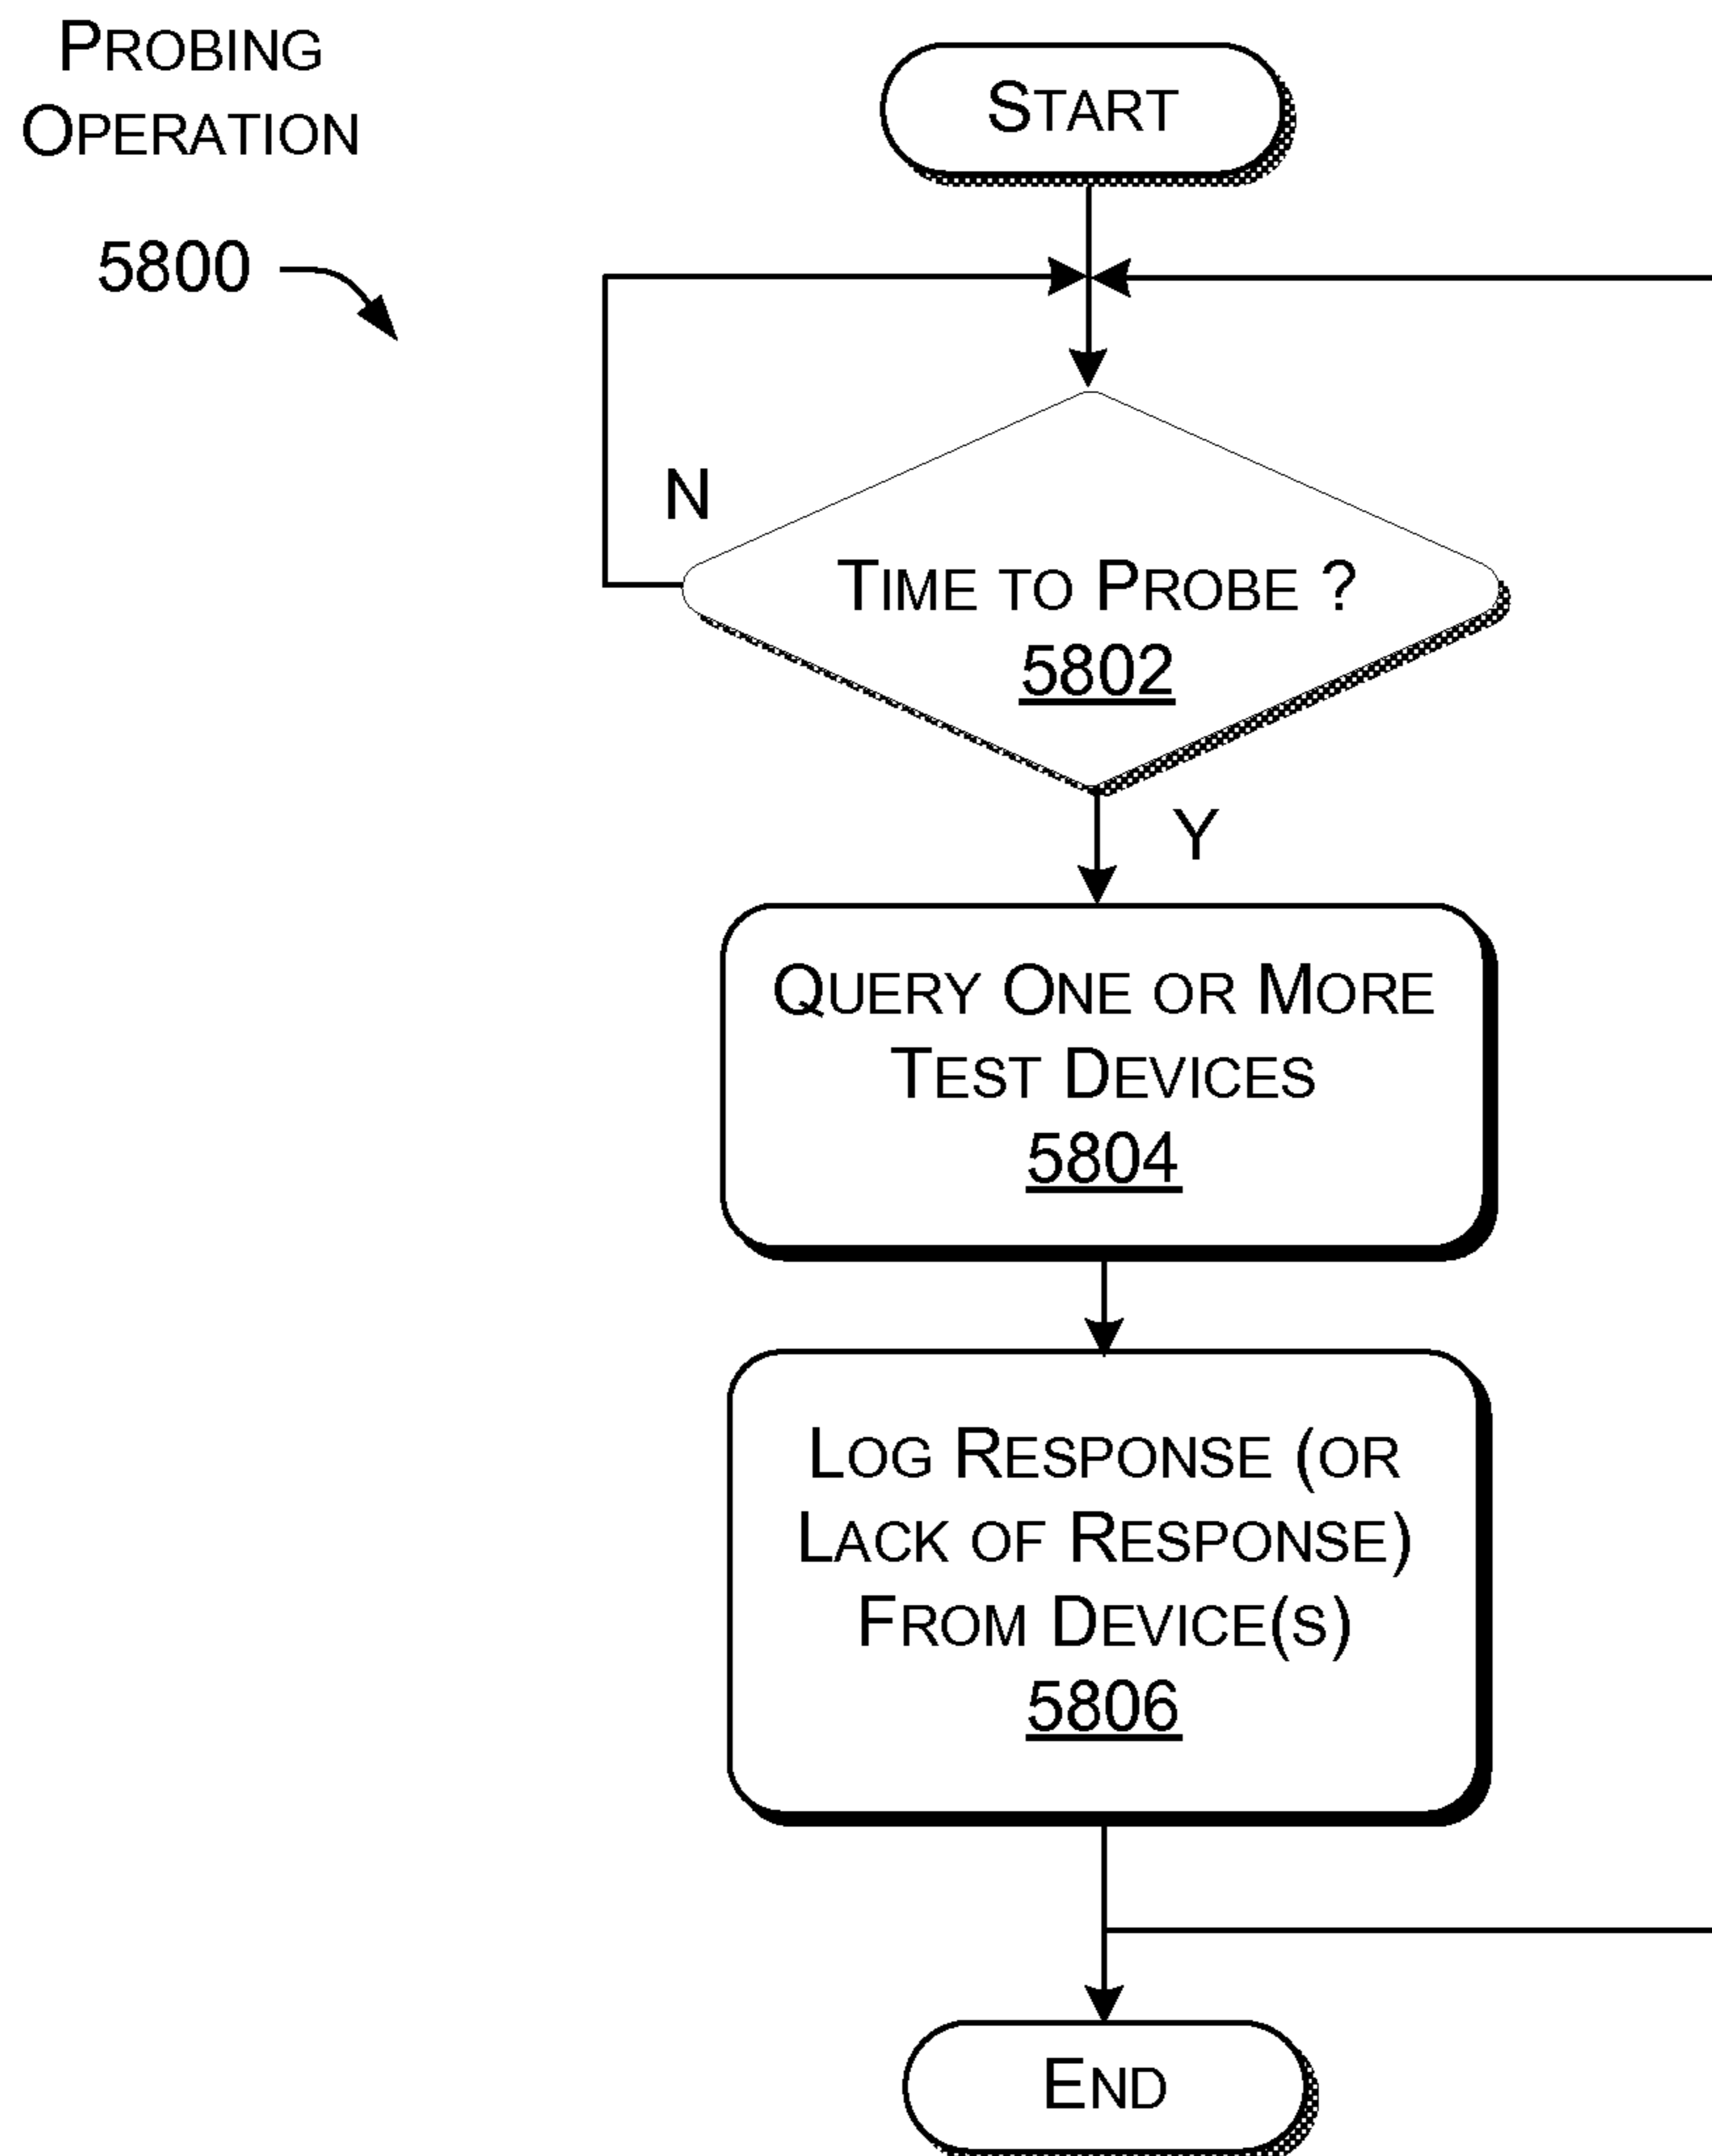 PROBING
OPERATION
5800
START
N
TIME TO PROBE ?
5802
Y
QUERY ONE OR MORE
TEST DEVICES
5804
LOG RESPONSE (OR
LACK OF RESPONSE)
FROM DEVICE(S)
5806
END